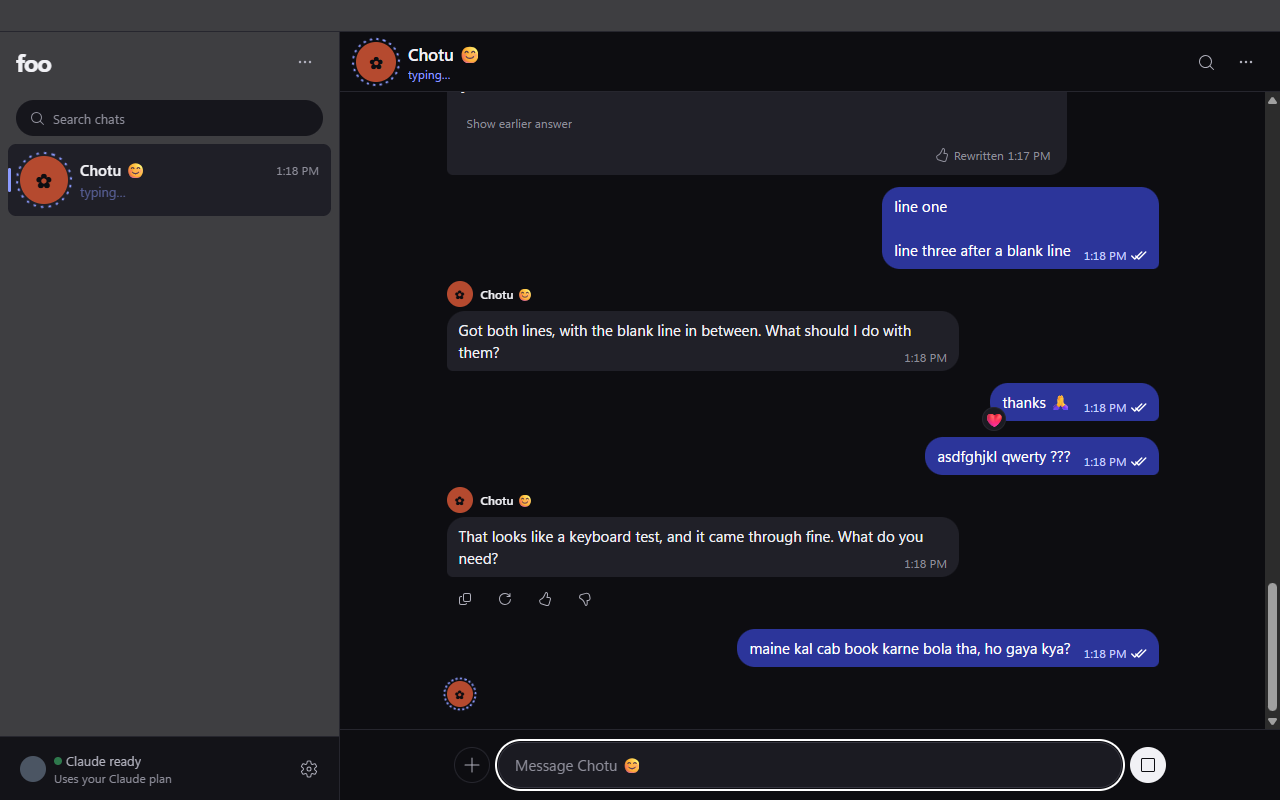 foo
Search chats
Chotu 😊
1:18 PM
typing...
Claude ready
Uses your Claude plan
Chotu 😊
typing...
Show earlier answer
Rewritten 1:17 PM
line one
line three after a blank line 1:18 PM
Chotu 😊
Got both lines, with the blank line in between. What should I do with
them?
1:18 PM
thanks 🙏 1:18 PM
asdfghjkl qwerty ??? 1:18 PM
Chotu 😊
That looks like a keyboard test, and it came through fine. What do you
need?
1:18 PM
maine kal cab book karne bola tha, ho gaya kya? 1:18 PM
Message Chotu 😊